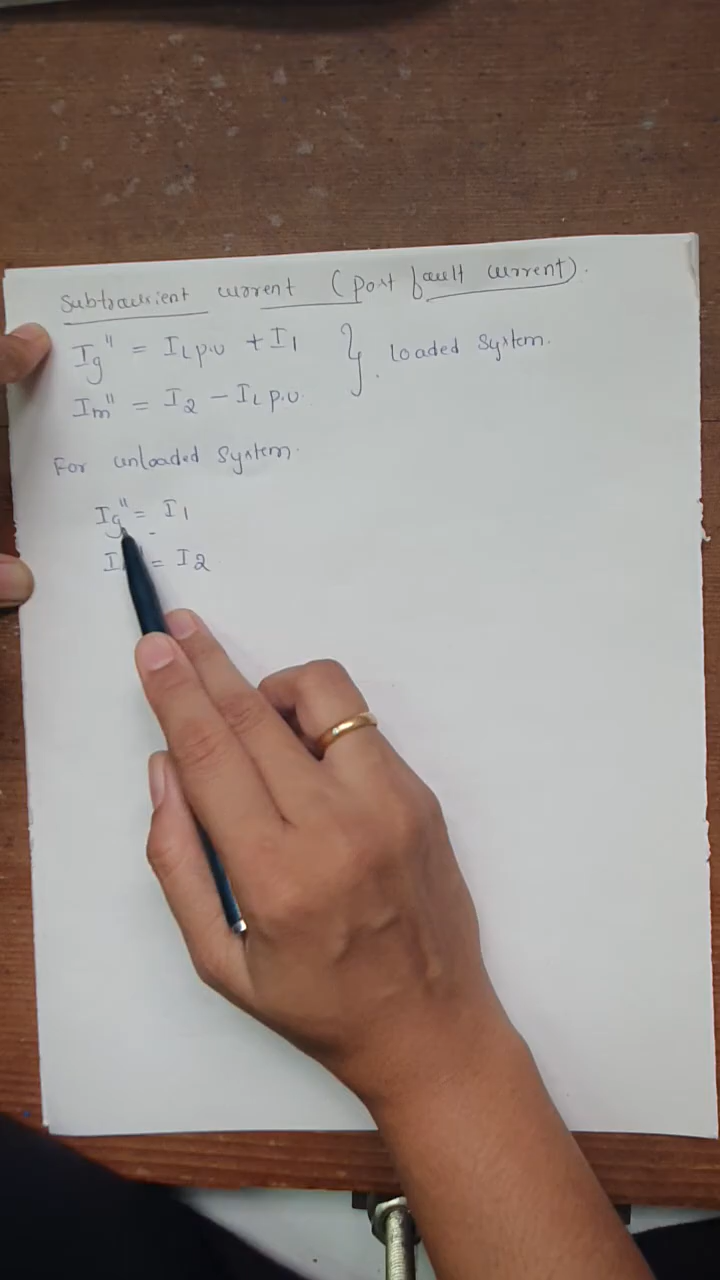 Subtransient current (post fault current).
Ig" = IL p.u + I1 } . loaded system.
Im" = I2 - IL p.u.
For unloaded system.
Ig" = I1
I = I2